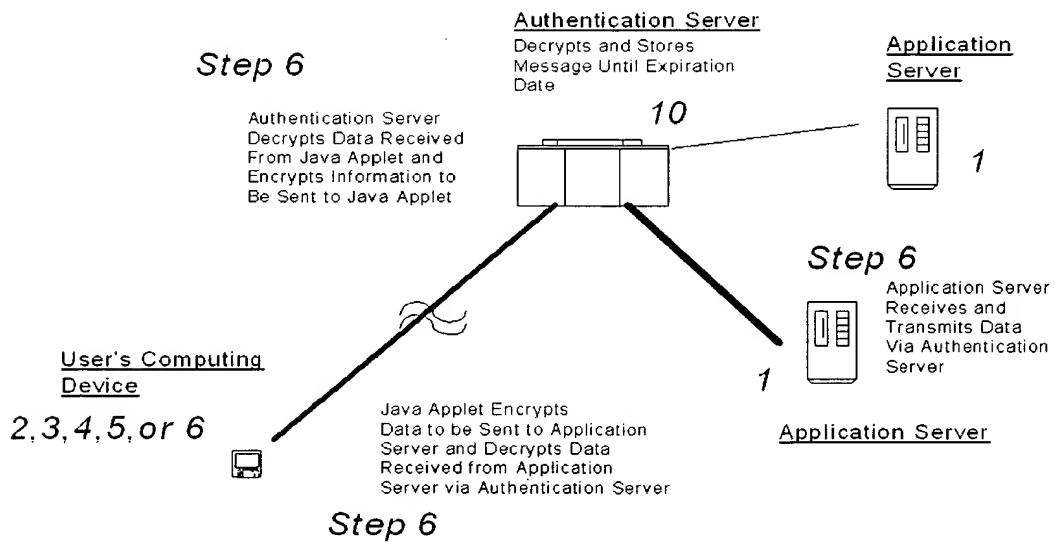 Authentication Server
Decrypts and Stores
Message Until Expiration
Date
10
Application
Server
1
Step 6
Authentication Server
Decrypts Data Received
From Java Applet and
Encrypts Information to
Be Sent to Java Applet
Step 6
Application Server
Receives and
Transmits Data
Via Authentication
Server
1
Application Server
User's Computing
Device
2,3,4,5,or 6
Java Applet Encrypts
Data to be Sent to Application
Server and Decrypts Data
Received from Application
Server via Authentication Server
Step 6